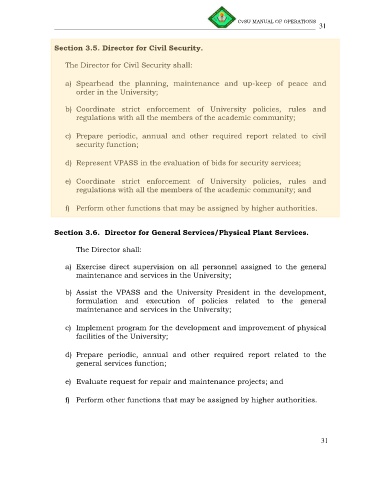 CvSU MANUAL OF OPERATIONS
31
Section 3.5. Director for Civil Security.
The Director for Civil Security shall:
a) Spearhead the planning, maintenance and up-keep of peace and
order in the University;
b) Coordinate strict enforcement of University policies, rules and
regulations with all the members of the academic community;
c) Prepare periodic, annual and other required report related to civil
security function;
d) Represent VPASS in the evaluation of bids for security services;
e) Coordinate strict enforcement of University policies, rules and
regulations with all the members of the academic community; and
f) Perform other functions that may be assigned by higher authorities.
Section 3.6. Director for General Services/Physical Plant Services.
The Director shall:
a) Exercise direct supervision on all personnel assigned to the general
maintenance and services in the University;
b) Assist the VPASS and the University President in the development,
formulation and execution of policies related to the general
maintenance and services in the University;
c) Implement program for the development and improvement of physical
facilities of the University;
d) Prepare periodic, annual and other required report related to the
general services function;
e) Evaluate request for repair and maintenance projects; and
f) Perform other functions that may be assigned by higher authorities.
31